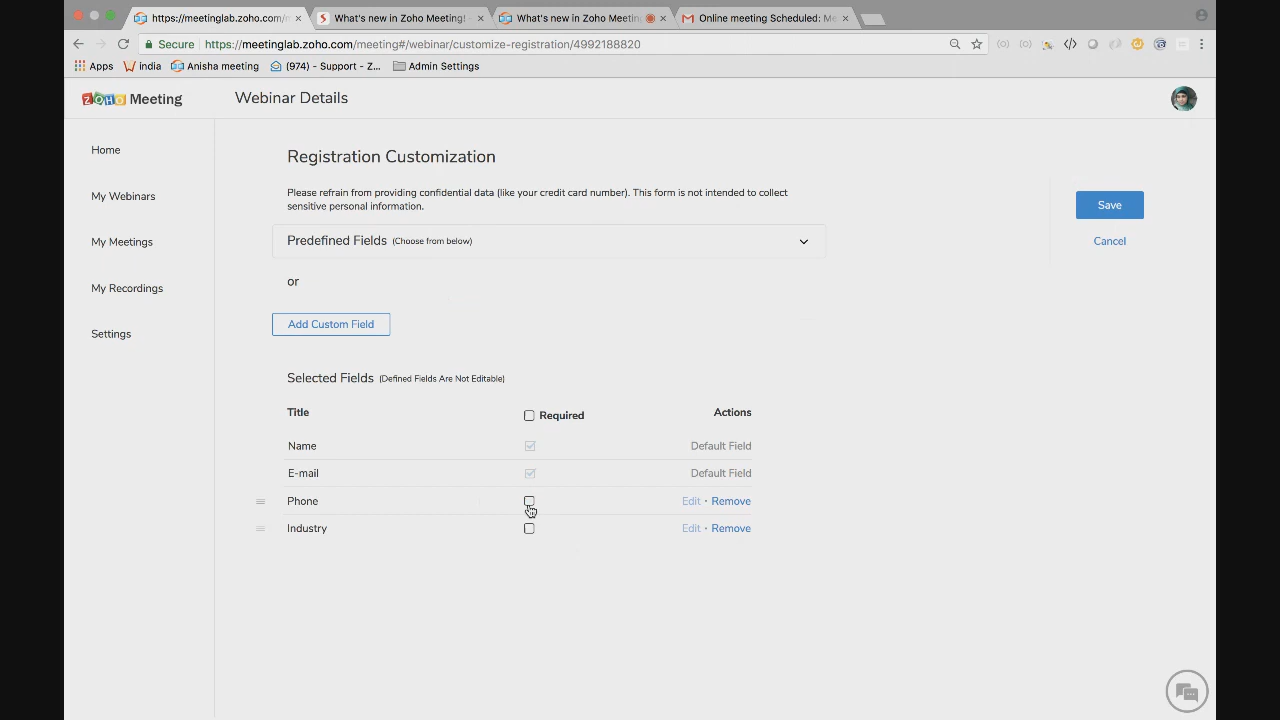 https://meetinglab.zoho.com/
What's new in Zoho Meeting! -
What's new in Zoho Meetin
Online meeting Scheduled: Me
Secure
https://meetinglab.zoho.com/meeting#/webinar/customize-registration/4992188820
Apps
india
Anisha meeting
(974) - Support - Z...
Admin Settings
ZOHO Meeting
Webinar Details
Home
My Webinars
My Meetings
My Recordings
Settings
Registration Customization
Please refrain from providing confidential data (like your credit card number). This form is not intended to collect
sensitive personal information.
Save
Cancel
Predefined Fields (Choose from below)
or
Add Custom Field
Selected Fields (Defined Fields Are Not Editable)
Title Required Actions
Name Default Field
E-mail Default Field
Phone Edit · Remove
Industry Edit · Remove